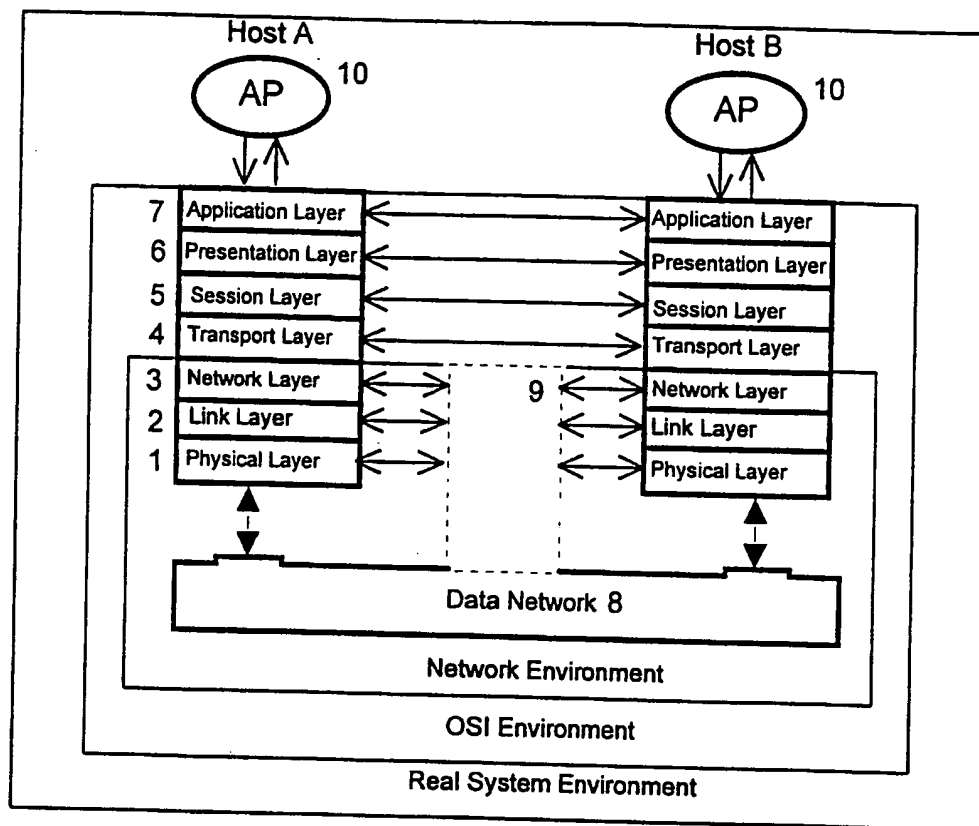 Host A
Host B
AP
10
AP
10
7
Application Layer
Application Layer
6
Presentation Layer
Presentation Layer
5
Session Layer
Session Layer
4
Transport Layer
Transport Layer
3
Network Layer
9
Network Layer
2
Link Layer
Link Layer
1
Physical Layer
Physical Layer
Data Network 8
Network Environment
OSI Environment
Real System Environment